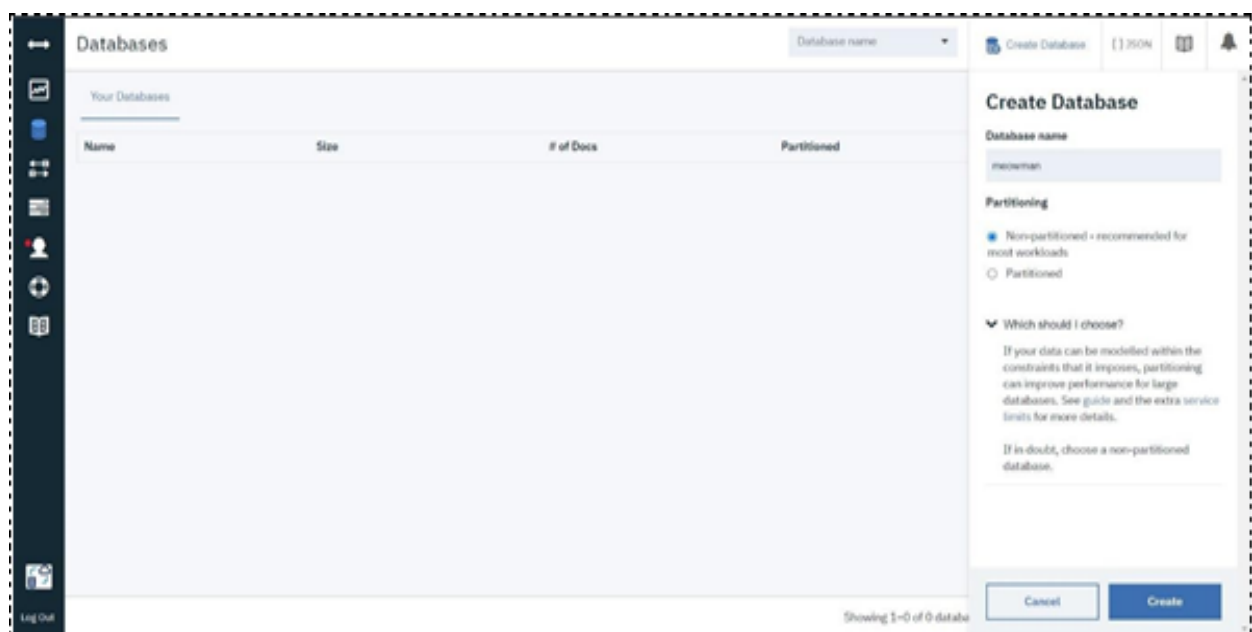 Databases
Database name
Create Database
{ } JSON
Your Databases
Name
Size
# of Docs
Partitioned
Create Database
Database name
meowman
Partitioning
Non-partitioned - recommended for
most workloads
Partitioned
Which should I choose?
If your data can be modelled within the
constraints that it imposes, partitioning
can improve performance for large
databases. See guide and the extra service
limits for more details.
If in doubt, choose a non-partitioned
database.
Cancel
Create
Log Out
Showing 1–0 of 0 databa